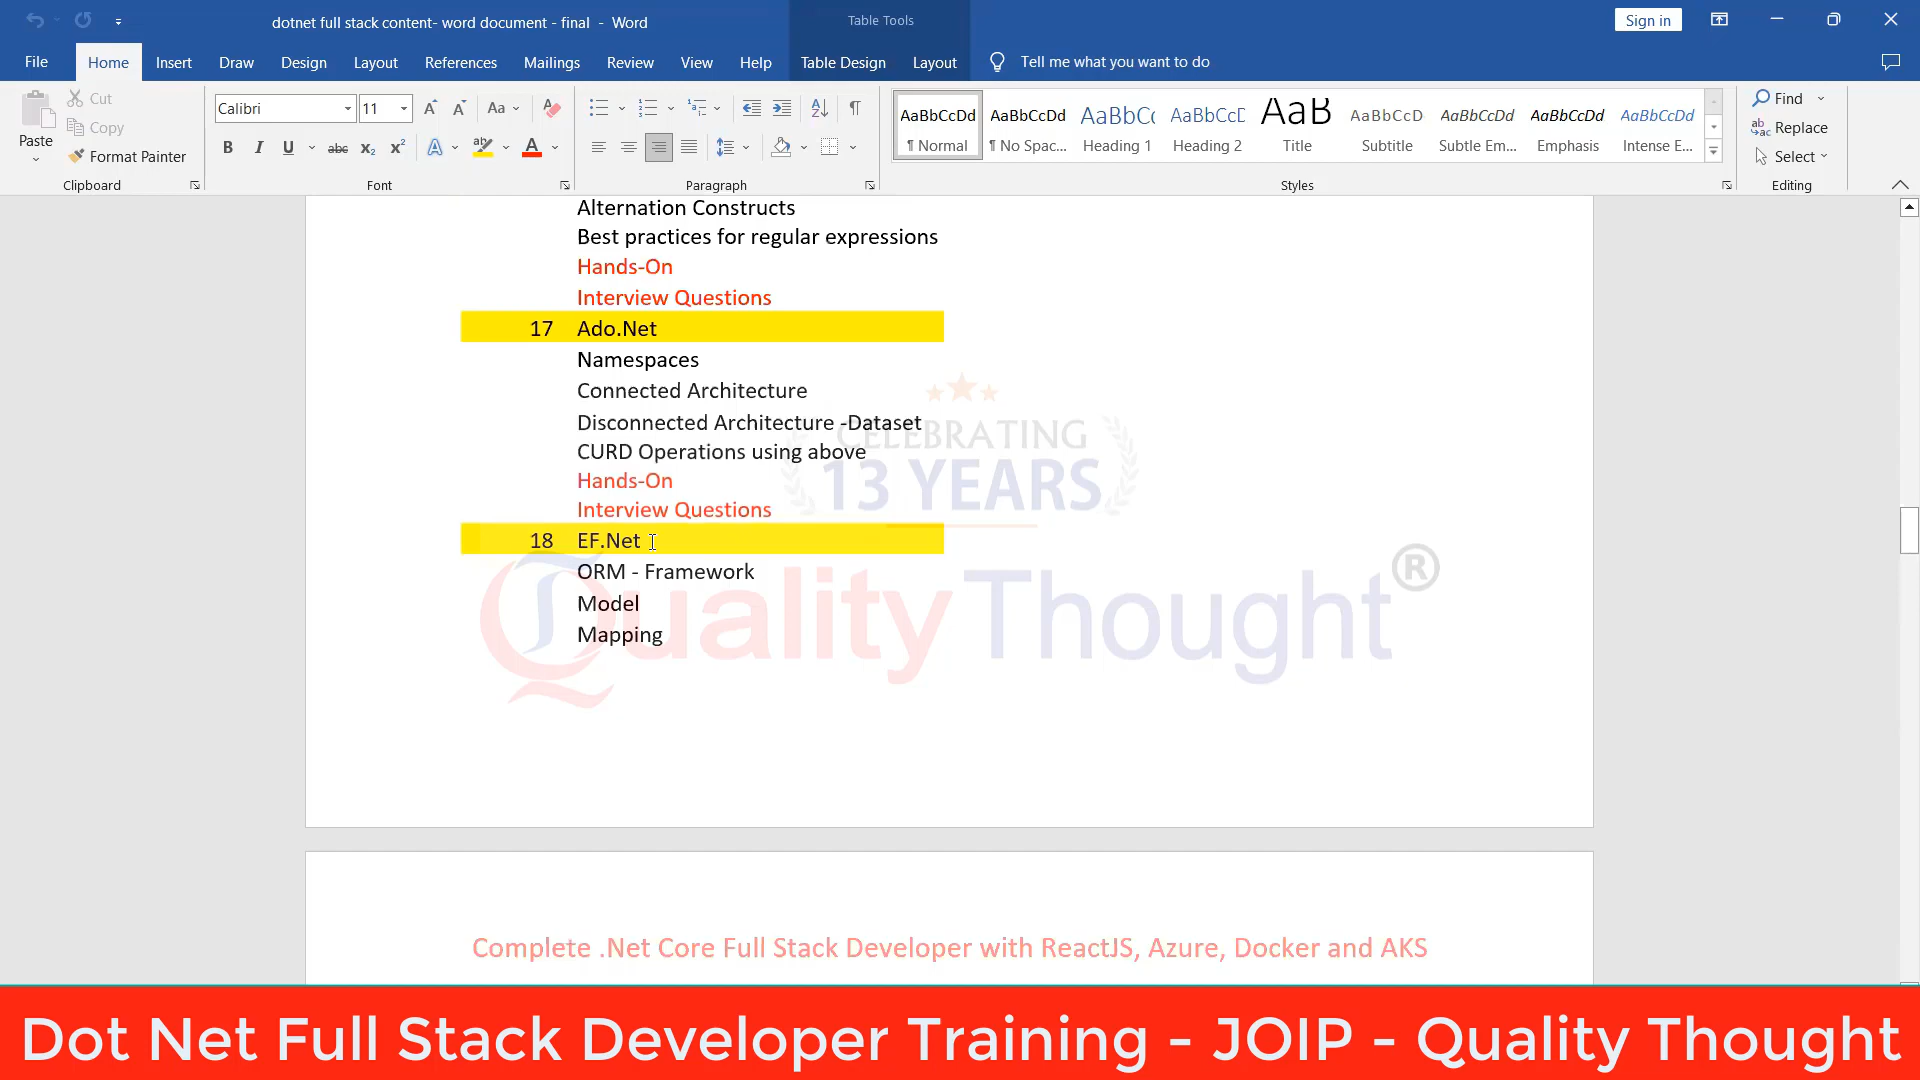 dotnet full stack content- word document - final - Word
Table Tools
Sign in
File
Home
Insert
Draw
Design
Layout
References
Mailings
Review
View
Help
Table Design
Layout
Tell me what you want to do
Paste
Cut
Copy
Format Painter
Clipboard
Calibri
11
Aa
B I U abc x₂ x² A A
Font
Paragraph
AaBbCcDd
¶ Normal
AaBbCcDd
¶ No Spac...
AaBbC
Heading 1
AaBbCcD
Heading 2
AaB
Title
AaBbCcD
Subtitle
AaBbCcDd
Subtle Em...
AaBbCcDd
Emphasis
AaBbCcDd
Intense E...
Styles
Find
Replace
Select
Editing
Alternation Constructs
Best practices for regular expressions
Hands-On
Interview Questions
17 Ado.Net
Namespaces
Connected Architecture
Disconnected Architecture -Dataset
CURD Operations using above
Hands-On
Interview Questions
18 EF.Net
ORM - Framework
Model
Mapping
CELEBRATING
13 YEARS
Quality Thought ®
Complete .Net Core Full Stack Developer with ReactJS, Azure, Docker and AKS
Dot Net Full Stack Developer Training - JOIP - Quality Thought